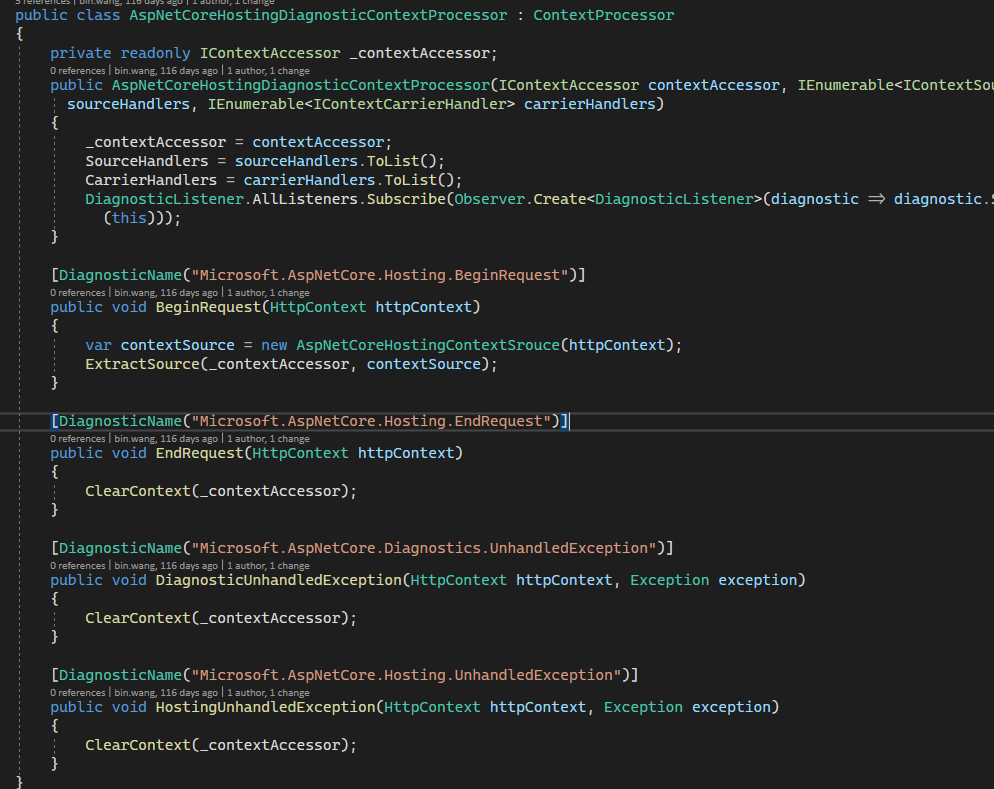 5 references | bin.wang, 116 days ago | 1 author, 1 change
public class AspNetCoreHostingDiagnosticContextProcessor : ContextProcessor
{
    private readonly IContextAccessor _contextAccessor;
    0 references | bin.wang, 116 days ago | 1 author, 1 change
    public AspNetCoreHostingDiagnosticContextProcessor(IContextAccessor contextAccessor, IEnumerable<IContextSou
      sourceHandlers, IEnumerable<IContextCarrierHandler> carrierHandlers)
    {
        _contextAccessor = contextAccessor;
        SourceHandlers = sourceHandlers.ToList();
        CarrierHandlers = carrierHandlers.ToList();
        DiagnosticListener.AllListeners.Subscribe(Observer.Create<DiagnosticListener>(diagnostic => diagnostic.S
          (this)));
    }

    [DiagnosticName("Microsoft.AspNetCore.Hosting.BeginRequest")]
    0 references | bin.wang, 116 days ago | 1 author, 1 change
    public void BeginRequest(HttpContext httpContext)
    {
        var contextSource = new AspNetCoreHostingContextSrouce(httpContext);
        ExtractSource(_contextAccessor, contextSource);
    }

    [DiagnosticName("Microsoft.AspNetCore.Hosting.EndRequest")]
    0 references | bin.wang, 116 days ago | 1 author, 1 change
    public void EndRequest(HttpContext httpContext)
    {
        ClearContext(_contextAccessor);
    }

    [DiagnosticName("Microsoft.AspNetCore.Diagnostics.UnhandledException")]
    0 references | bin.wang, 116 days ago | 1 author, 1 change
    public void DiagnosticUnhandledException(HttpContext httpContext, Exception exception)
    {
        ClearContext(_contextAccessor);
    }

    [DiagnosticName("Microsoft.AspNetCore.Hosting.UnhandledException")]
    0 references | bin.wang, 116 days ago | 1 author, 1 change
    public void HostingUnhandledException(HttpContext httpContext, Exception exception)
    {
        ClearContext(_contextAccessor);
    }
}